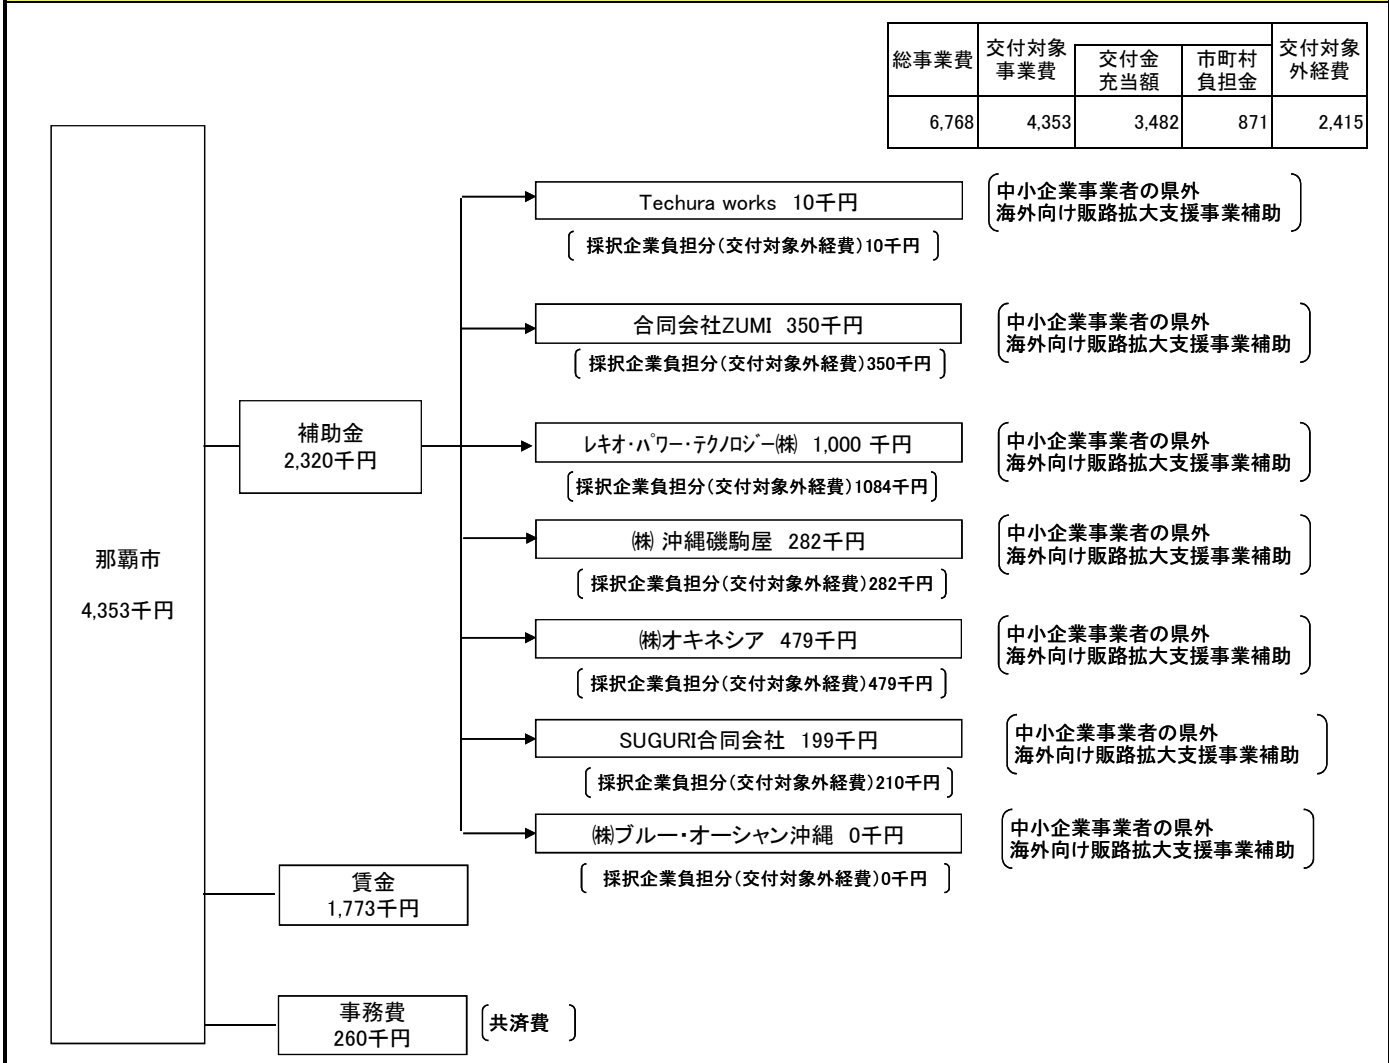 総事業費 交付対象事業費 交付金充当額 市町村負担金 交付対象外経費
6,768 4,353 3,482 871 2,415
Techura works 10千円
中小企業事業者の県外
海外向け販路拡大支援事業補助
採択企業負担分(交付対象外経費)10千円
合同会社ZUMI 350千円
中小企業事業者の県外
海外向け販路拡大支援事業補助
採択企業負担分(交付対象外経費)350千円
補助金
2,320千円
ﾚｷｵ・ﾊﾟﾜｰ・ﾃｸﾉﾛｼﾞｰ㈱ 1,000 千円
中小企業事業者の県外
海外向け販路拡大支援事業補助
採択企業負担分(交付対象外経費)1084千円
㈱ 沖縄磯駒屋 282千円
中小企業事業者の県外
海外向け販路拡大支援事業補助
採択企業負担分(交付対象外経費)282千円
那覇市
4,353千円
㈱オキネシア 479千円
中小企業事業者の県外
海外向け販路拡大支援事業補助
採択企業負担分(交付対象外経費)479千円
SUGURI合同会社 199千円
中小企業事業者の県外
海外向け販路拡大支援事業補助
採択企業負担分(交付対象外経費)210千円
㈱ブルー・オーシャン沖縄 0千円
中小企業事業者の県外
海外向け販路拡大支援事業補助
採択企業負担分(交付対象外経費)0千円
賃金
1,773千円
事務費
260千円
共済費